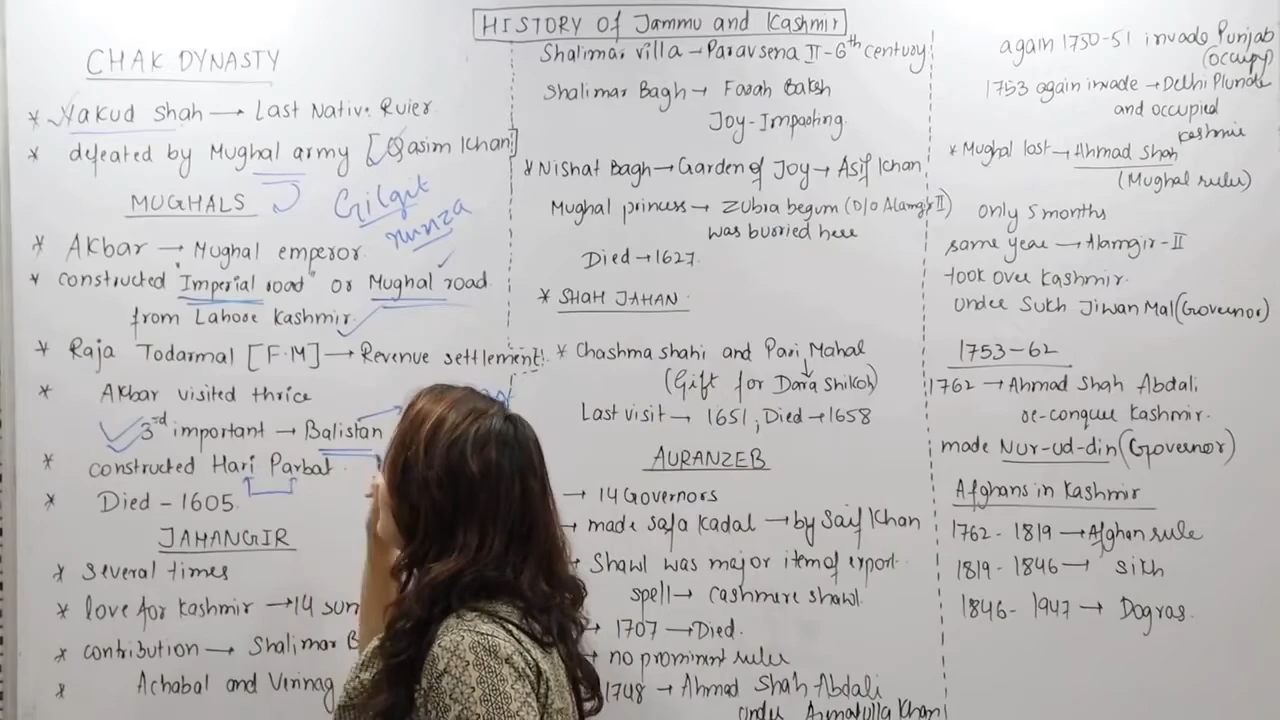 HISTORY Of Jammu and Kashmir
CHAK DYNASTY
* Yakud Shah → Last Native Ruler
* defeated by Mughal army [Qasim Khan]
MUGHALS
Gilgit
Hunza
* Akbar → Mughal emperor
* constructed "Imperial road" or Mughal road
from Lahore Kashmir
* Raja Todarmal [F.M] → Revenue settlement
* Akbar visited thrice
3rd important → Balistan
* constructed Hari Parbat
* Died - 1605
JAHANGIR
* several times
* love for Kashmir → 14
* contribution → Shalimar
* Achabal and Virinag
Shalimar villa → Paravsena II - 6th century
Shalimar Bagh → Farah Baksh
Joy-Imparting
* Nishat Bagh → Garden of Joy → Asif Khan
Mughal princess → Zubra begum (D/O Alamgir II)
was burried here
Died → 1627
* SHAH JAHAN
* Chashma shahi and Pari Mahal
(Gift for Dara Shikoh)
Last visit → 1651, Died → 1658
AURANZEB
→ 14 Governors
→ made Safa Kadal → by Saif Khan
→ Shawl was major item of export
spell → cashmere shawl
→ 1707 → Died.
→ no prominent ruler
1748 → Ahmad Shah Abdali
under Asmatulla Khan
again 1750-51 invade Punjab
(occupy)
1753 again invade → Delhi Plunder
and occupied
Kashmir
* Mughal last → Ahmad Shah
(Mughal ruler)
only 5 months
same year → Alamgir-II
took over Kashmir.
under Sukh Jiwan Mal (Governor)
1753-62
1762 → Ahmad Shah Abdali
re-conquer Kashmir.
made Nur-ud-din (Governor)
Afghans in Kashmir
1762 - 1819 → Afghan rule
1819 - 1846 → Sikh
1846 - 1947 → Dogras.